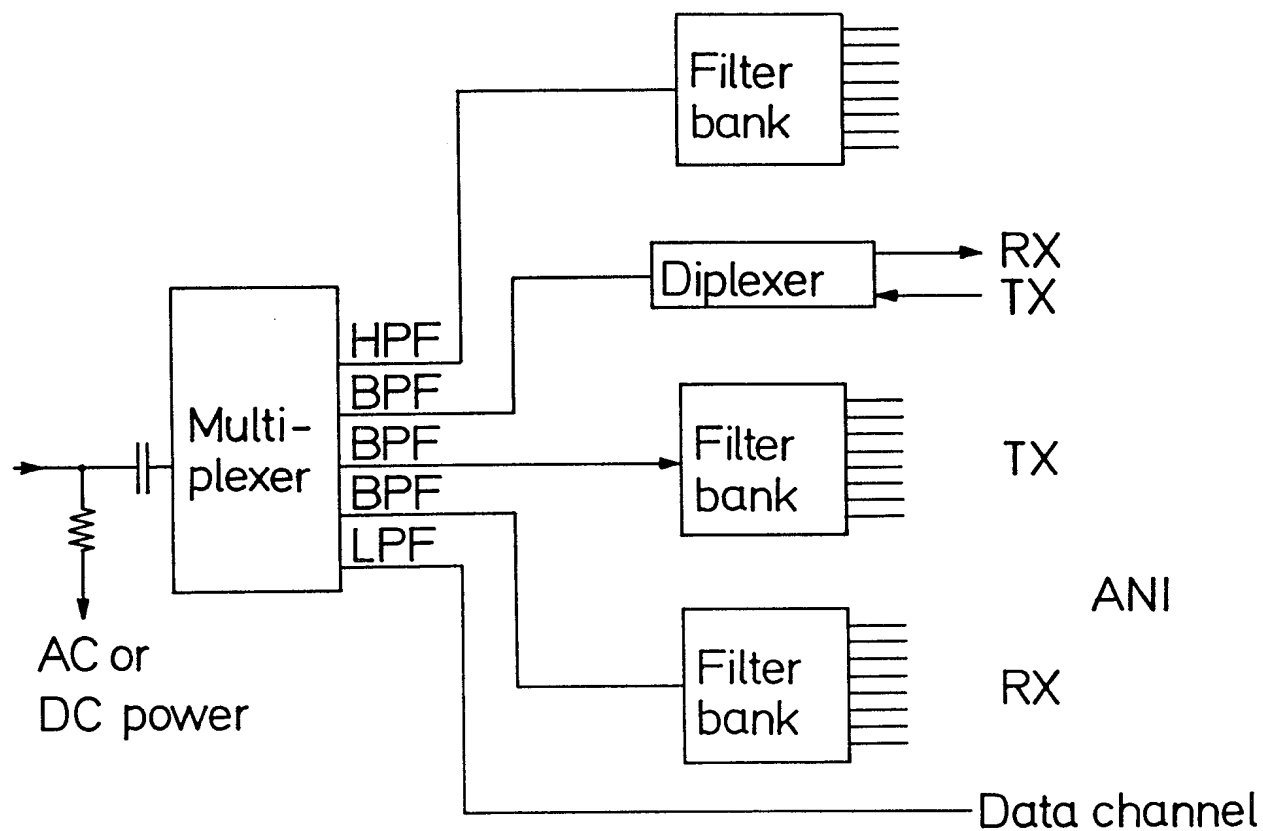 Filter
bank
RX
Diplexer
TX
HPF
BPF
Multi-
plexer
BPF
BPF
LPF
Filter
bank
TX
AC or
DC power
ANI
Filter
bank
RX
Data channel